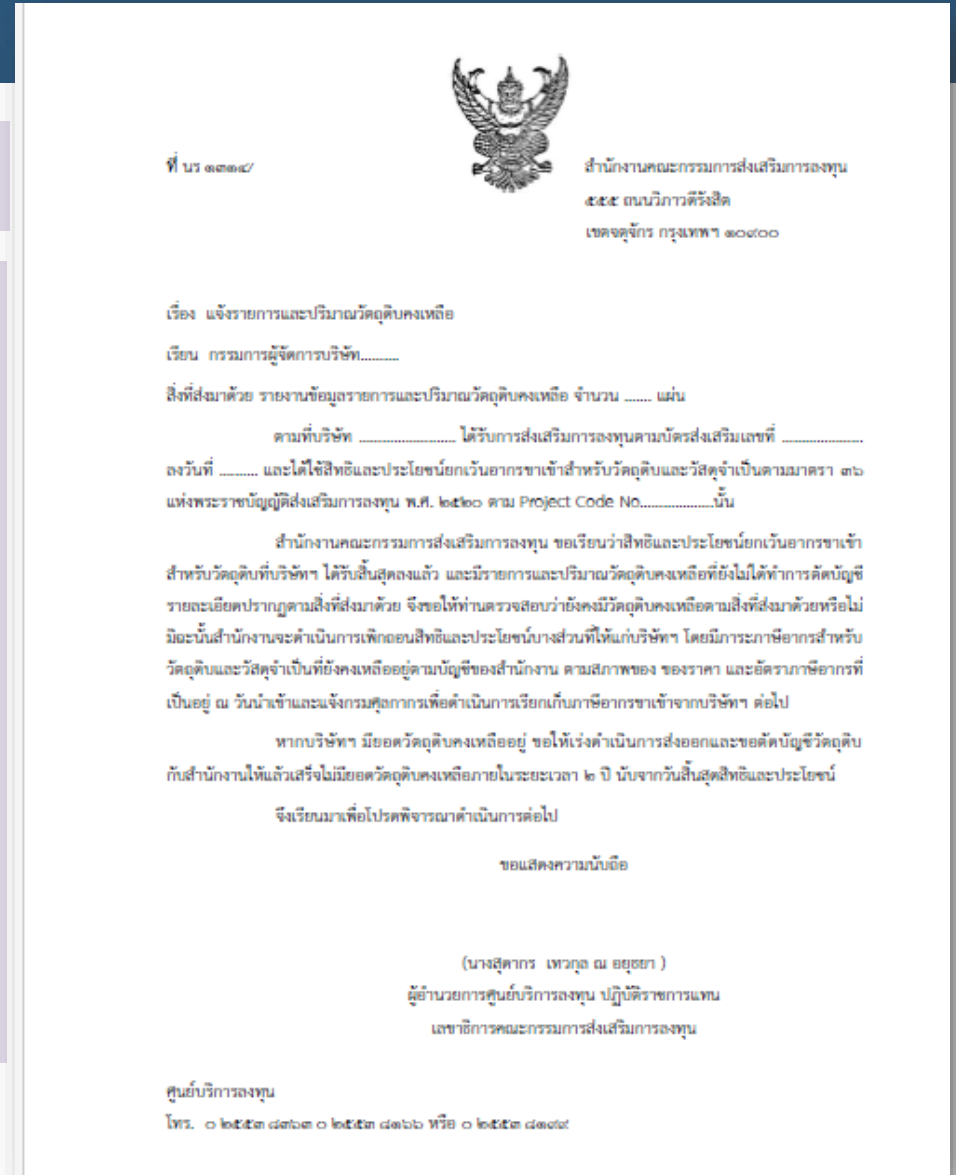 ที่ นร ๑๓๑๔/
สำนักงานคณะกรรมการส่งเสริมการลงทุน
๕๕๕ ถนนวิภาวดีรังสิต
เขตจตุจักร กรุงเทพฯ ๑๐๙๐๐
เรื่อง แจ้งรายการและปริมาณวัตถุดิบคงเหลือ
เรียน กรรมการผู้จัดการบริษัท..........
สิ่งที่ส่งมาด้วย รายงานข้อมูลรายการและปริมาณวัตถุดิบคงเหลือ จำนวน ....... แผ่น
ตามที่บริษัท ......................... ได้รับการส่งเสริมการลงทุนตามบัตรส่งเสริมเลขที่ .....................
ลงวันที่ .......... และได้ใช้สิทธิและประโยชน์ยกเว้นอากรขาเข้าสำหรับวัตถุดิบและวัสดุจำเป็นตามมาตรา ๓๖
แห่งพระราชบัญญัติส่งเสริมการลงทุน พ.ศ. ๒๕๒๐ ตาม Project Code No...................นั้น
สำนักงานคณะกรรมการส่งเสริมการลงทุน ขอเรียนว่าสิทธิและประโยชน์ยกเว้นอากรขาเข้า
สำหรับวัตถุดิบที่บริษัทฯ ได้รับสิ้นสุดลงแล้ว และมีรายการและปริมาณวัตถุดิบคงเหลือที่ยังไม่ได้ทำการตัดบัญชี
รายละเอียดปรากฏตามสิ่งที่ส่งมาด้วย จึงขอให้ท่านตรวจสอบว่ายังคงมีวัตถุดิบคงเหลือตามสิ่งที่ส่งมาด้วยหรือไม่
มิฉะนั้นสำนักงานจะดำเนินการเพิกถอนสิทธิและประโยชน์บางส่วนที่ให้แก่บริษัทฯ โดยมีภาระภาษีอากรสำหรับ
วัตถุดิบและวัสดุจำเป็นที่ยังคงเหลืออยู่ตามบัญชีของสำนักงาน ตามสภาพของ ของราคา และอัตราภาษีอากรที่
เป็นอยู่ ณ วันนำเข้าและแจ้งกรมศุลกากรเพื่อดำเนินการเรียกเก็บภาษีอากรขาเข้าจากบริษัทฯ ต่อไป
หากบริษัทฯ มียอดวัตถุดิบคงเหลืออยู่ ขอให้เร่งดำเนินการส่งออกและขอตัดบัญชีวัตถุดิบ
กับสำนักงานให้แล้วเสร็จไม่มียอดวัตถุดิบคงเหลือภายในระยะเวลา ๒ ปี นับจากวันสิ้นสุดสิทธิและประโยชน์
จึงเรียนมาเพื่อโปรดพิจารณาดำเนินการต่อไป
ขอแสดงความนับถือ
(นางสุดากร เทวกุล ณ อยุธยา )
ผู้อำนวยการศูนย์บริการลงทุน ปฏิบัติราชการแทน
เลขาธิการคณะกรรมการส่งเสริมการลงทุน
ศูนย์บริการลงทุน
โทร. ๐ ๒๕๕๓ ๘๓๖๓ ๐ ๒๕๕๓ ๘๑๖๖ หรือ ๐ ๒๕๕๓ ๘๑๙๙